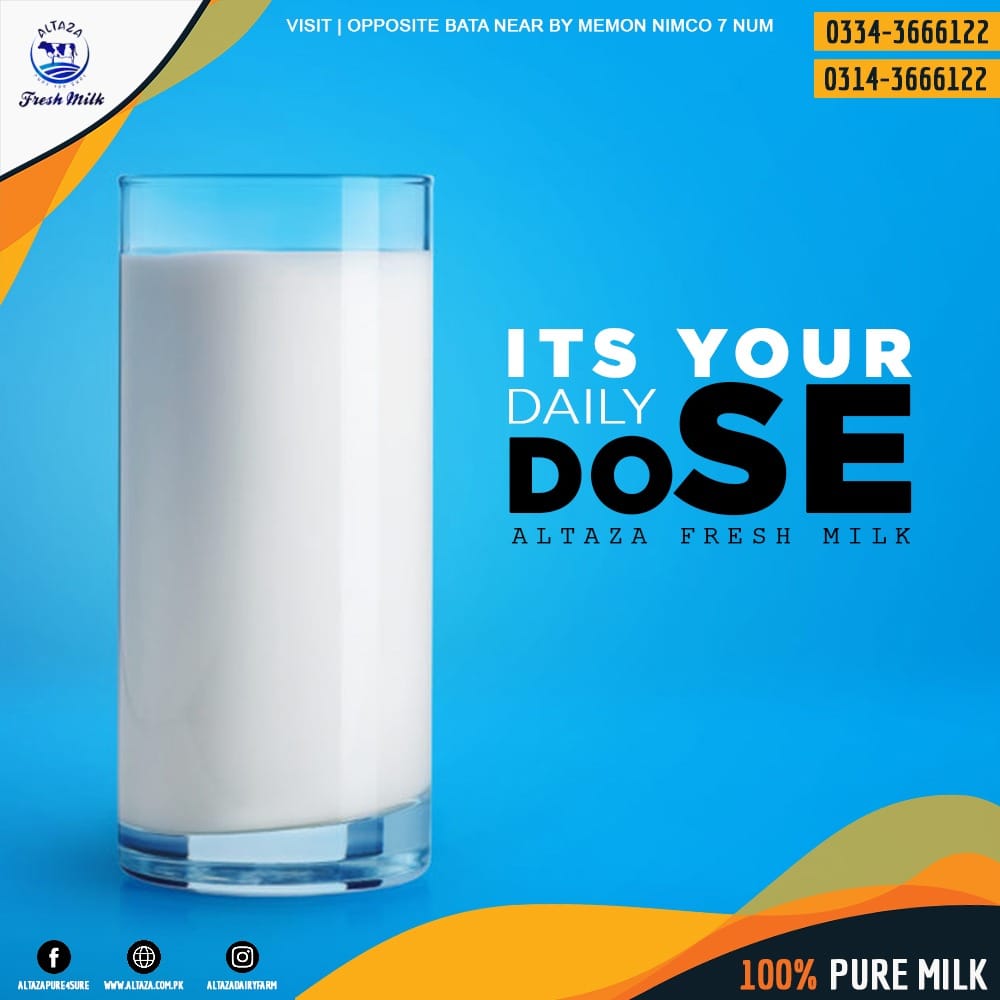 ALTAZA
Fresh Milk
VISIT | OPPOSITE BATA NEAR BY MEMON NIMCO 7 NUM
0334-3666122
0314-3666122
ITS YOUR
DAILY
DOSE
ALTAZA FRESH MILK
ALTAZAPURE4SURE
WWW.ALTAZA.COM.PK
ALTAZADAIRYFARM
100% PURE MILK